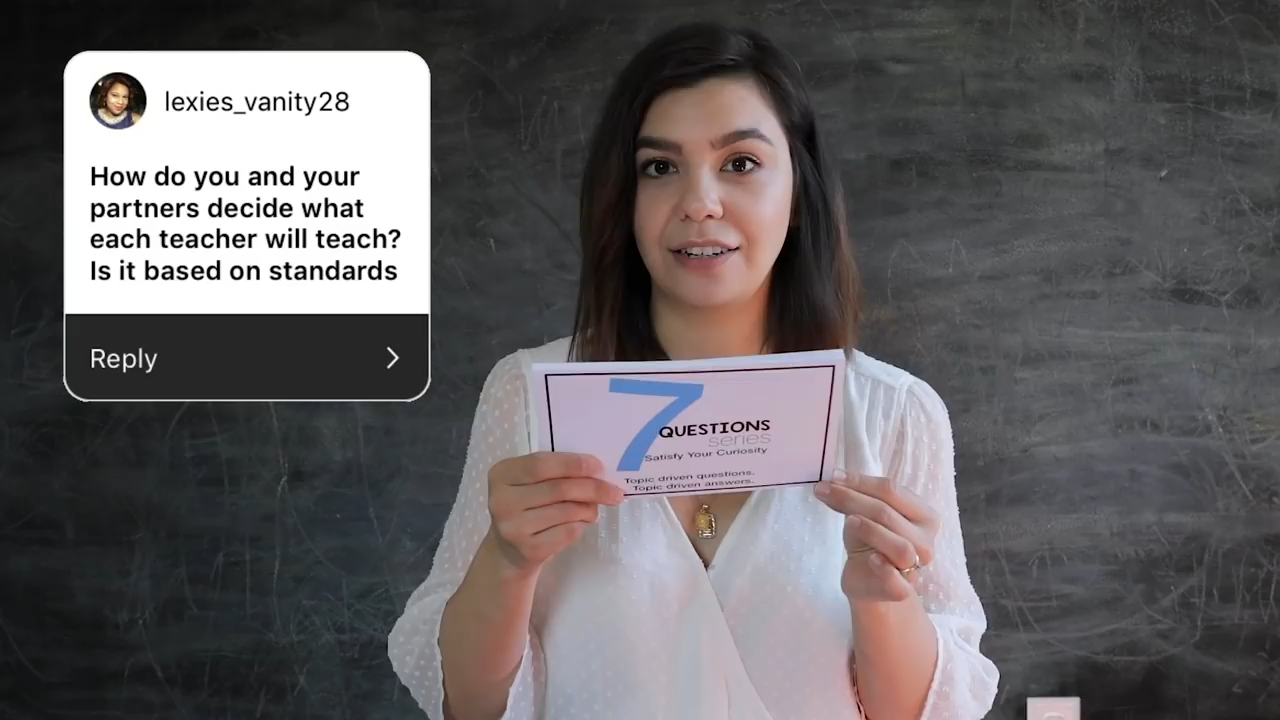 lexies_vanity28
How do you and your
partners decide what
each teacher will teach?
Is it based on standards
Reply
7
QUESTIONS
series
Satisfy Your Curiosity
Topic driven questions.
Topic driven answers.